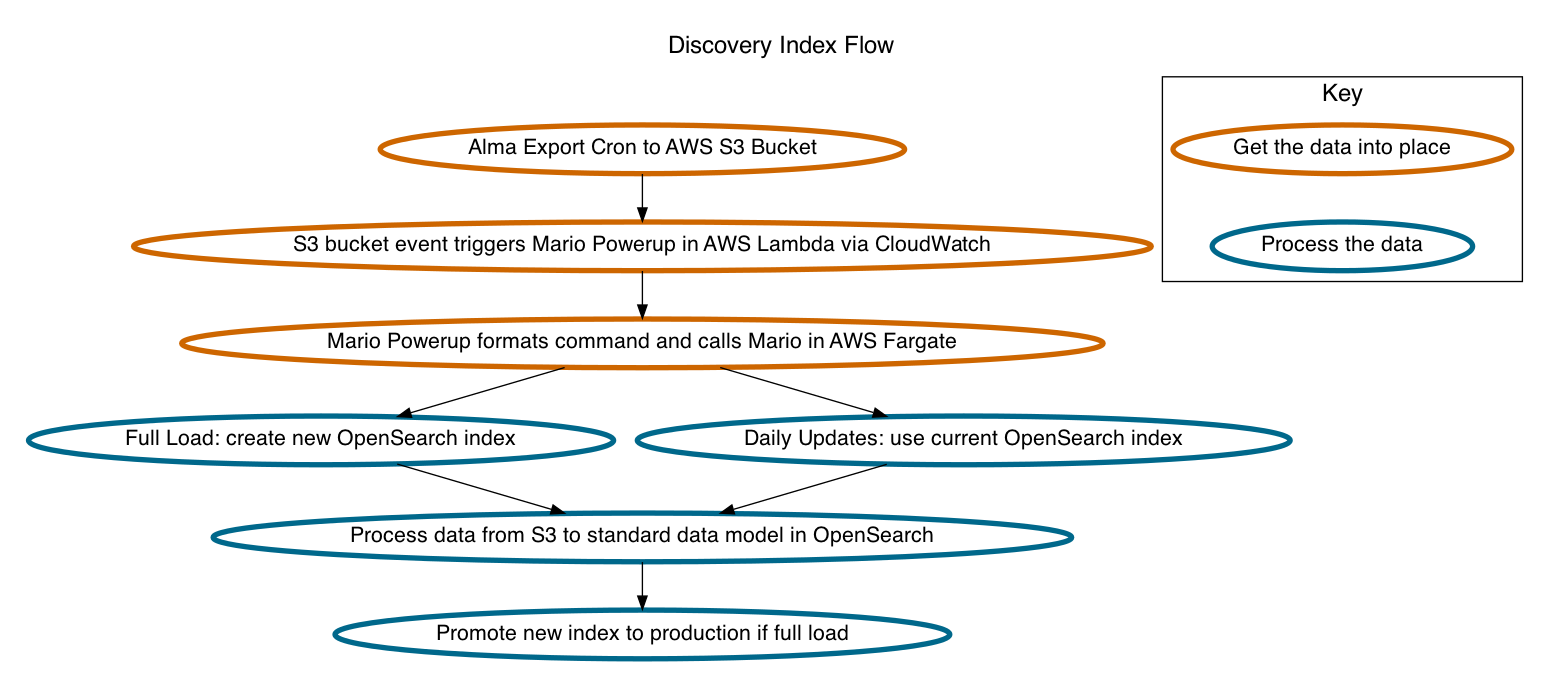 Discovery Index Flow
Key
Alma Export Cron to AWS S3 Bucket
Get the data into place
S3 bucket event triggers Mario Powerup in AWS Lambda via CloudWatch
Process the data
Mario Powerup formats command and calls Mario in AWS Fargate
Full Load: create new OpenSearch index
Daily Updates: use current OpenSearch index
Process data from S3 to standard data model in OpenSearch
Promote new index to production if full load